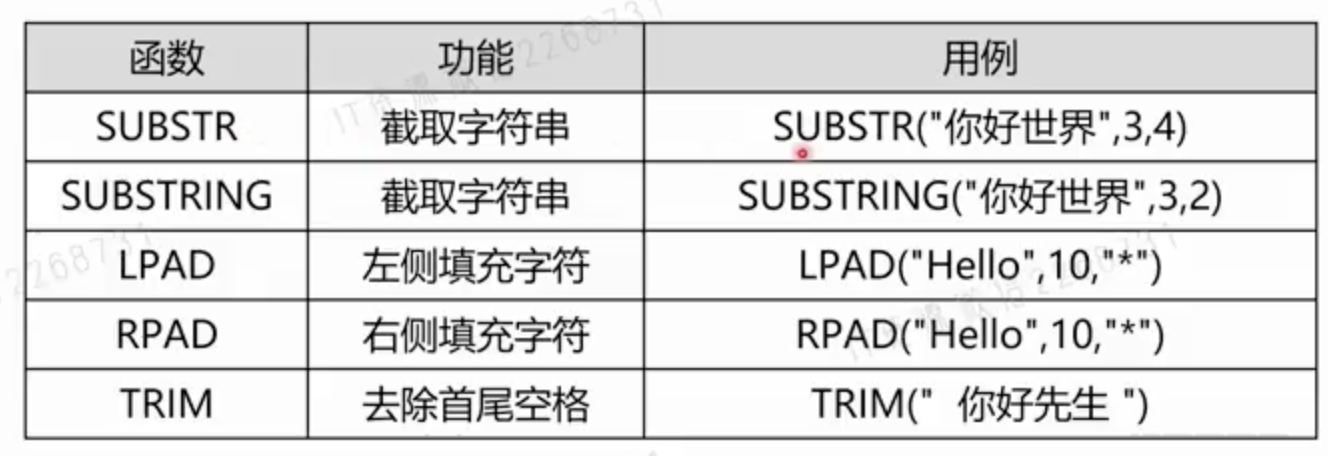 函数 功能 用例
SUBSTR 截取字符串 SUBSTR("你好世界",3,4)
SUBSTRING 截取字符串 SUBSTRING("你好世界",3,2)
LPAD 左侧填充字符 LPAD("Hello",10,"*")
RPAD 右侧填充字符 RPAD("Hello",10,"*")
TRIM 去除首尾空格 TRIM("  你好先生 ")